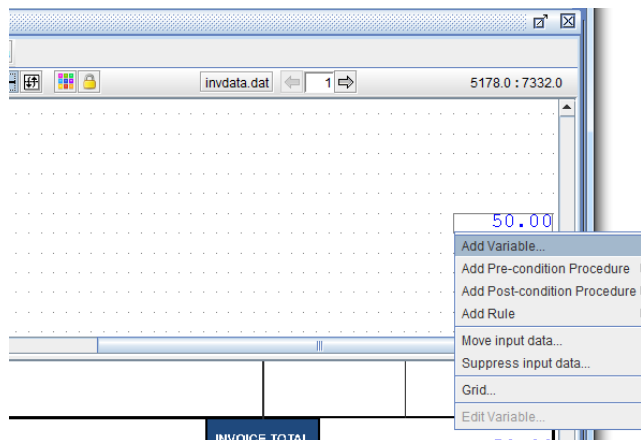 invdata.dat 1 5178.0 : 7332.0
50.00
Add Variable...
Add Pre-condition Procedure
Add Post-condition Procedure
Add Rule
Move input data...
Suppress input data...
Grid...
Edit Variable...
INVOICE TOTAL